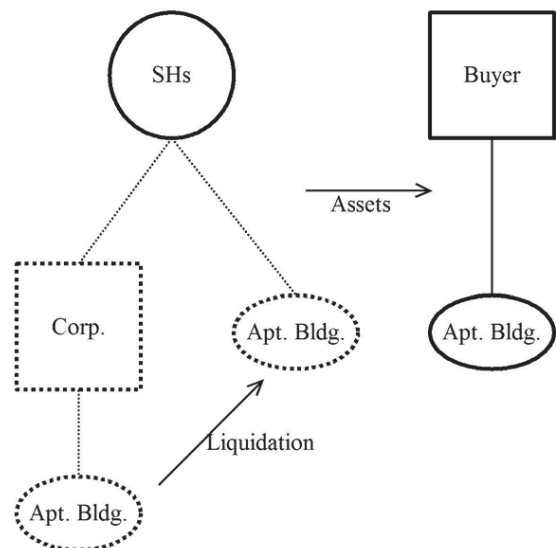 SHs
Buyer
Assets
Corp.
Apt. Bldg.
Apt. Bldg.
Liquidation
Apt. Bldg.